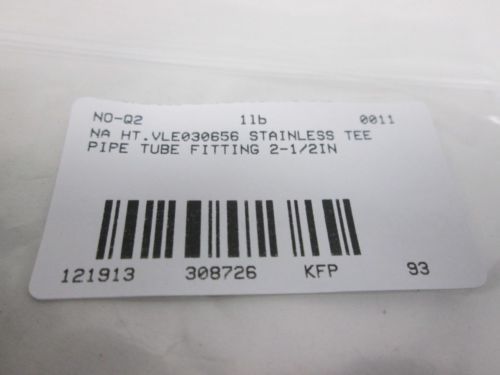 NO-Q2 1lb 0011
NA HT.VLE030656 STAINLESS TEE
PIPE TUBE FITTING 2-1/2IN
121913 308726 KFP 93